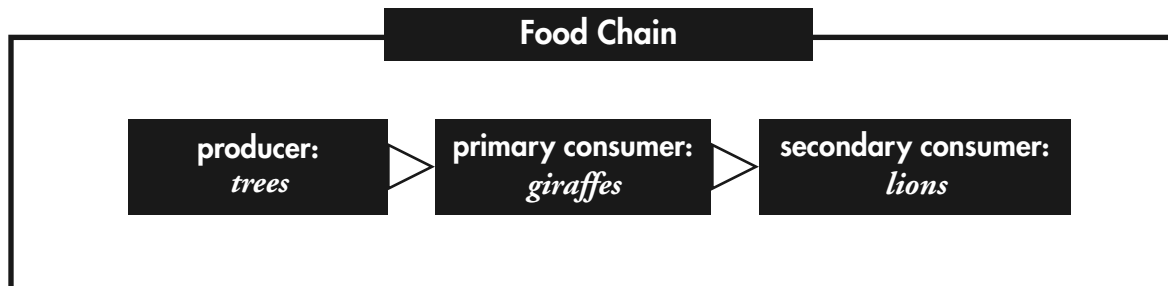 Food Chain
producer:
trees
primary consumer:
giraffes
secondary consumer:
lions